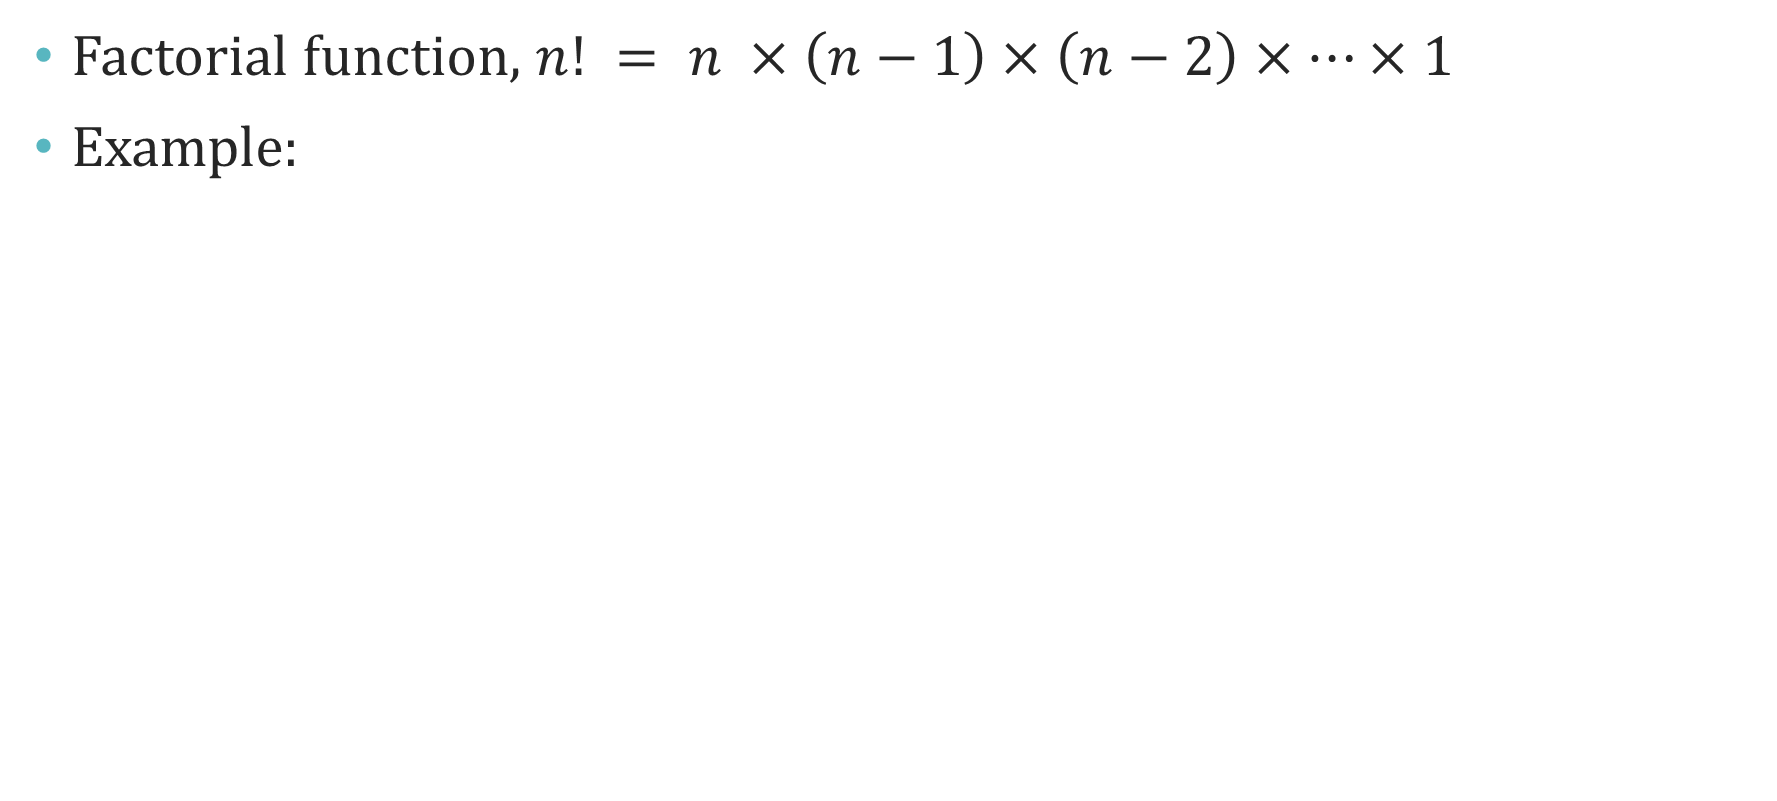 • Factorial function, n! = n × (n − 1) × (n − 2) × ⋯ × 1
• Example: